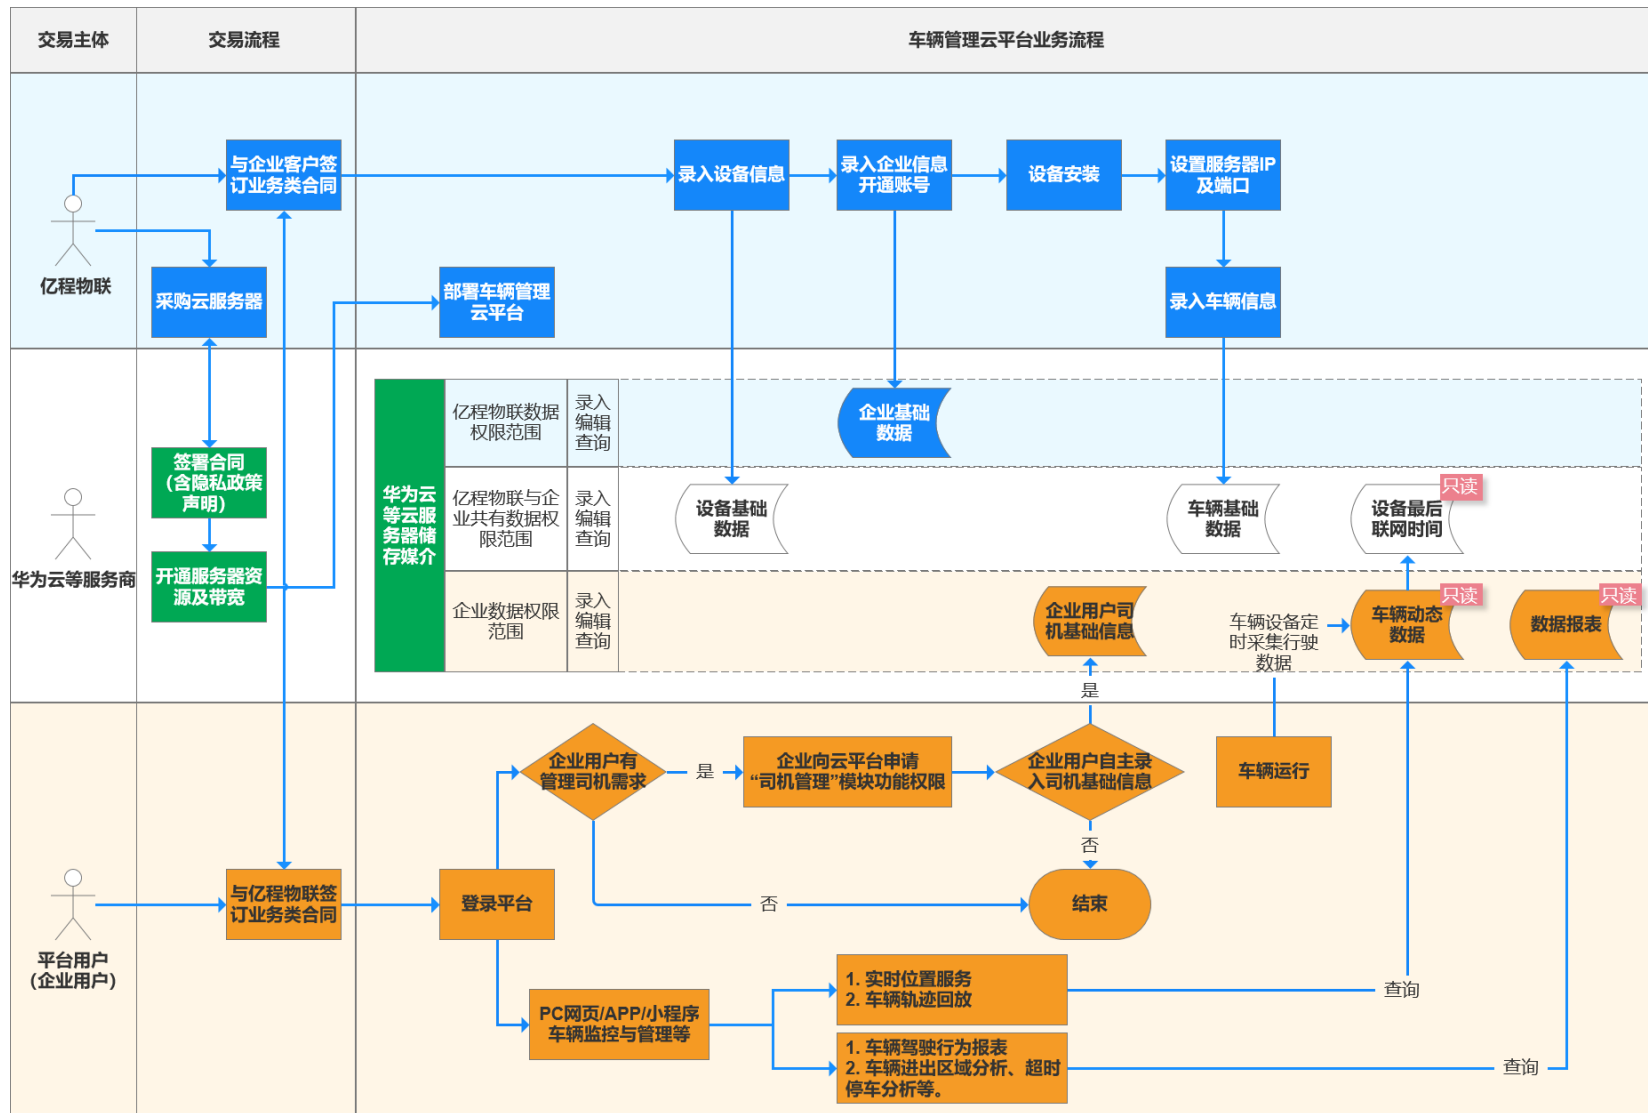 交易主体
交易流程
车辆管理云平台业务流程
与企业客户签
订业务类合同
录入设备信息
录入企业信息
开通账号
设备安装
设置服务器IP
及端口
亿程物联
采购云服务器
部署车辆管理
云平台
录入车辆信息
华为云
等云服
务器储
存媒介
亿程物联数据
权限范围
录入
编辑
查询
企业基础
数据
签署合同
（含隐私政策
声明）
亿程物联与企
业共有数据权
限范围
录入
编辑
查询
设备基础
数据
车辆基础
数据
设备最后
联网时间
只读
华为云等服务商
开通服务器资
源及带宽
企业数据权限
范围
录入
编辑
查询
企业用户司
机基础信息
车辆设备定
时采集行驶
数据
车辆动态
数据
只读
数据报表
只读
是
企业用户有
管理司机需求
是
企业向云平台申请
“司机管理”模块功能权限
企业用户自主录
入司机基础信息
车辆运行
否
平台用户
（企业用户）
与亿程物联签
订业务类合同
登录平台
否
结束
PC网页/APP/小程序
车辆监控与管理等
1. 实时位置服务
2. 车辆轨迹回放
查询
1. 车辆驾驶行为报表
2. 车辆进出区域分析、超时
停车分析等。
查询